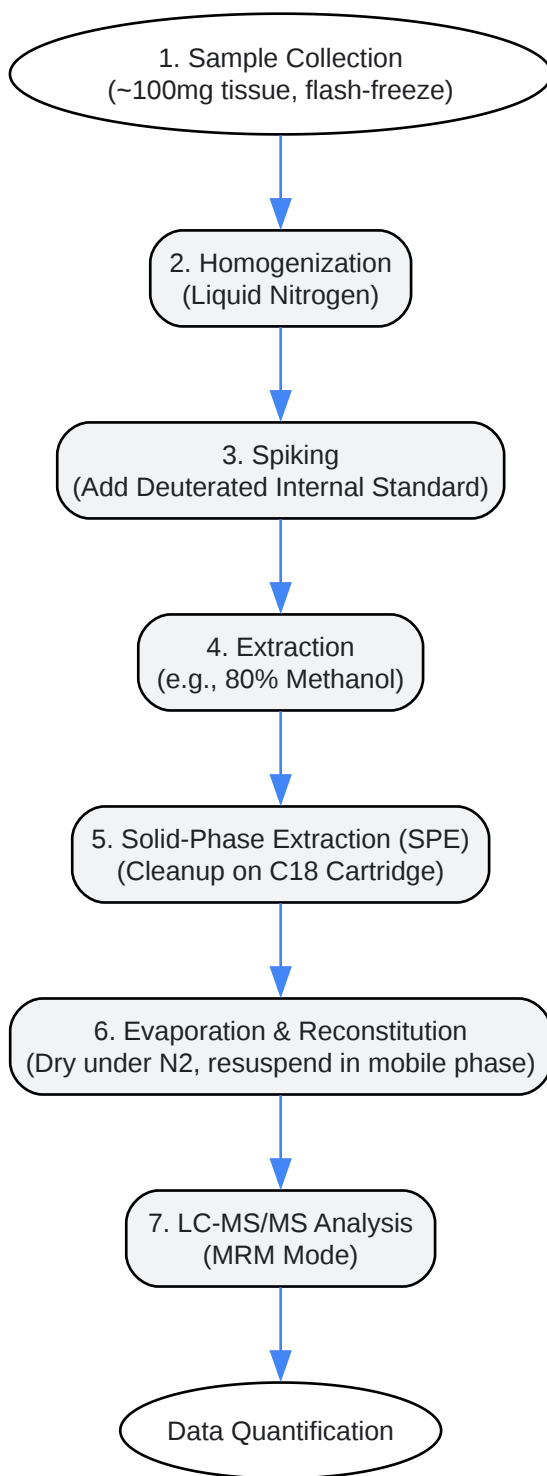 1. Sample Collection
(~100mg tissue, flash-freeze)
2. Homogenization
(Liquid Nitrogen)
3. Spiking
(Add Deuterated Internal Standard)
4. Extraction
(e.g., 80% Methanol)
5. Solid-Phase Extraction (SPE)
(Cleanup on C18 Cartridge)
6. Evaporation & Reconstitution
(Dry under N2, resuspend in mobile phase)
7. LC-MS/MS Analysis
(MRM Mode)
Data Quantification